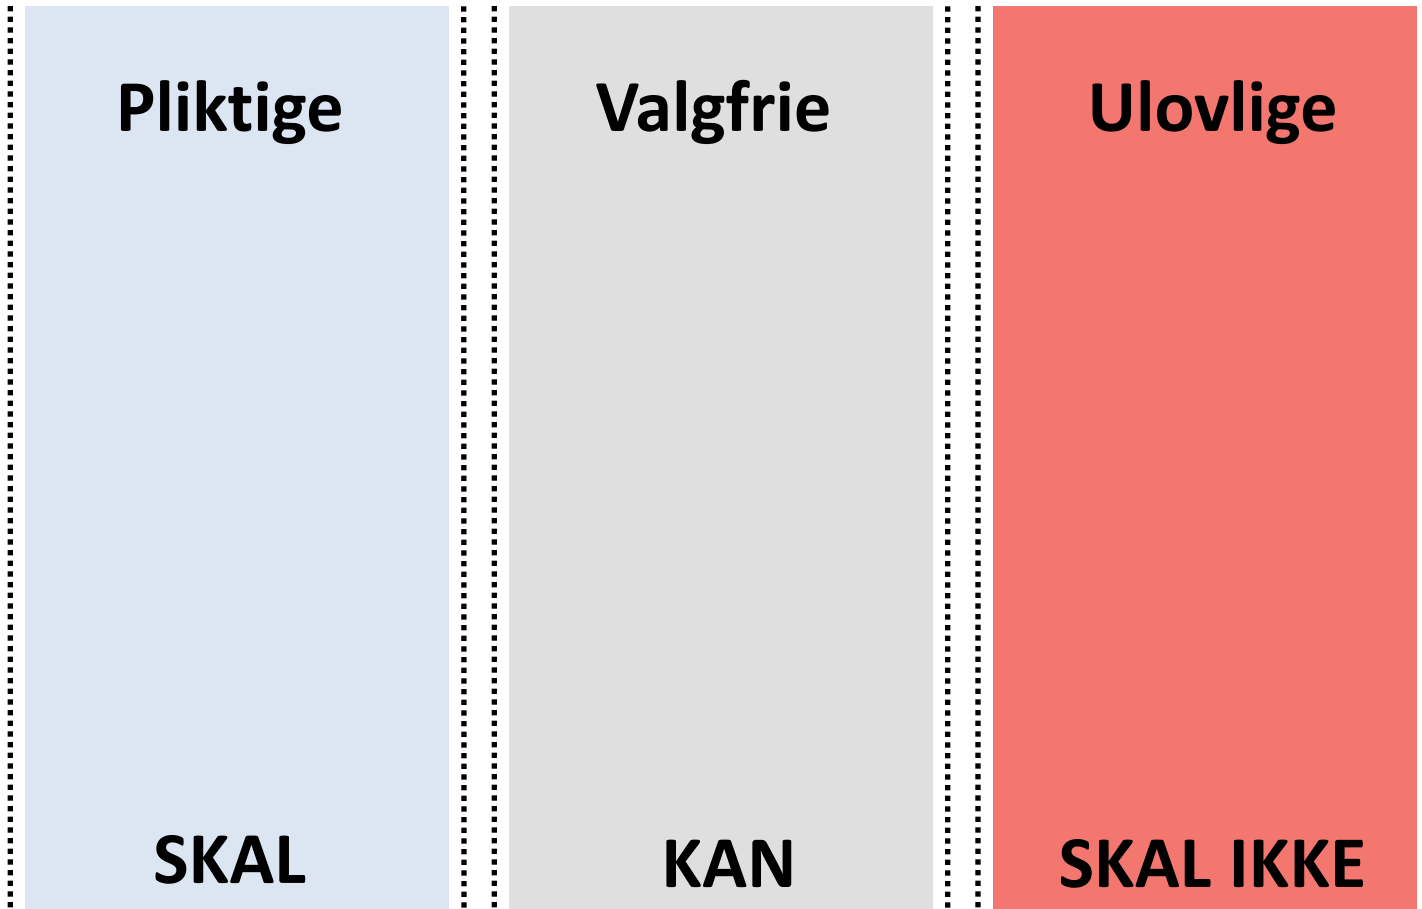 Pliktige
SKAL
Valgfrie
KAN
Ulovlige
SKAL IKKE